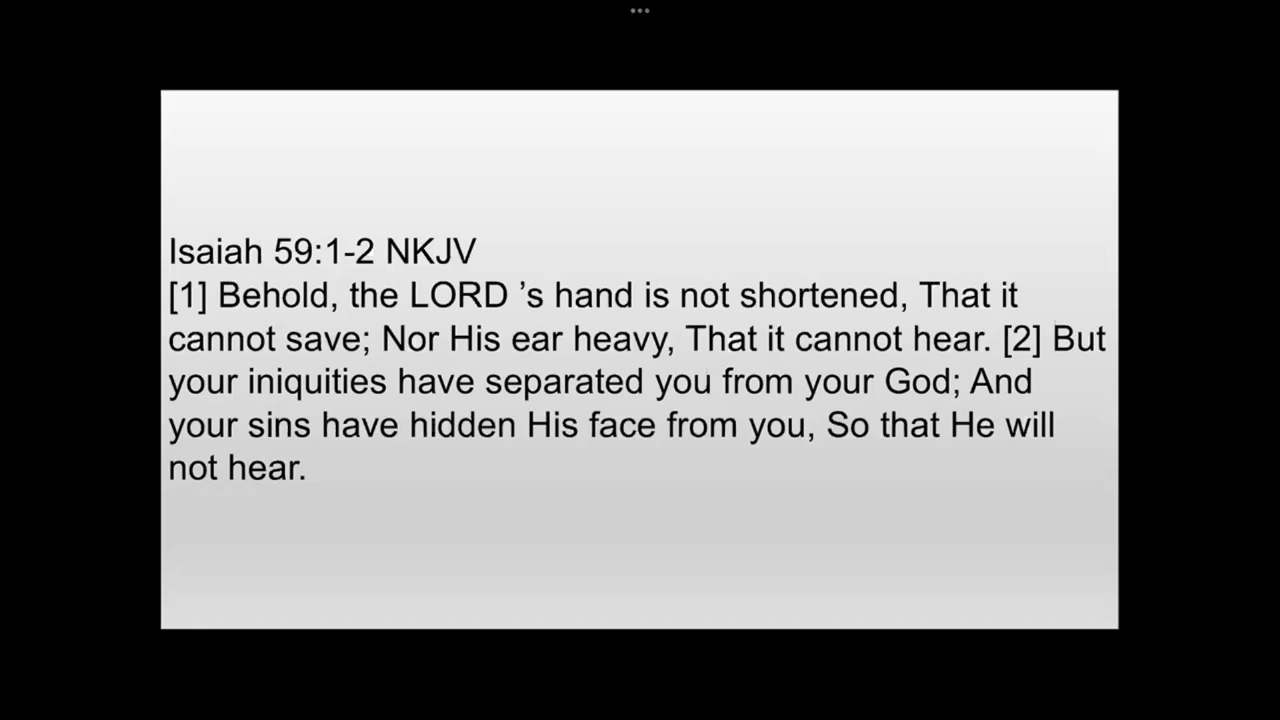 Isaiah 59:1-2 NKJV
[1] Behold, the LORD ’s hand is not shortened, That it
cannot save; Nor His ear heavy, That it cannot hear. [2] But
your iniquities have separated you from your God; And
your sins have hidden His face from you, So that He will
not hear.